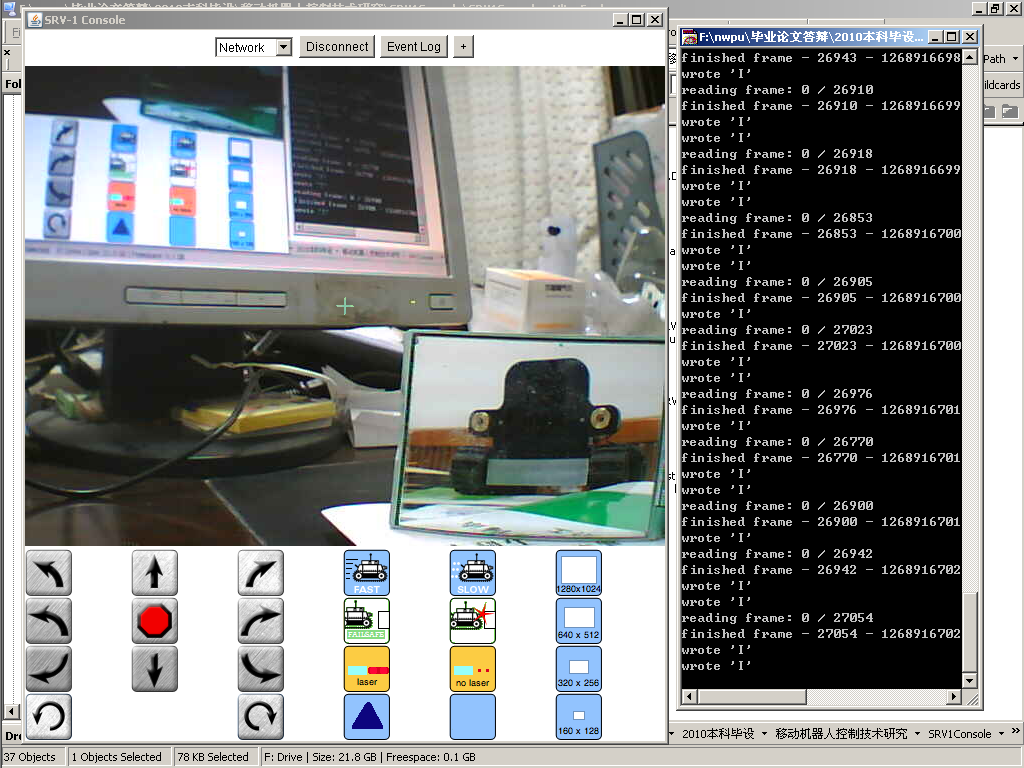 SRV-1 Console
Network
Disconnect
Event Log
+
FAST
SLOW
1280x1024
FAILSAFE
640 x 512
laser
no laser
320 x 256
160 x 128
F:\nwpu\毕业论文答辩\2010本科毕设...
finished frame - 26943 - 1268916698
wrote 'I'
reading frame: 0 / 26910
finished frame - 26910 - 1268916699
wrote 'I'
wrote 'I'
reading frame: 0 / 26918
finished frame - 26918 - 1268916699
wrote 'I'
wrote 'I'
reading frame: 0 / 26853
finished frame - 26853 - 1268916700
wrote 'I'
wrote 'I'
reading frame: 0 / 26905
finished frame - 26905 - 1268916700
wrote 'I'
reading frame: 0 / 27023
finished frame - 27023 - 1268916700
wrote 'I'
wrote 'I'
reading frame: 0 / 26976
finished frame - 26976 - 1268916701
wrote 'I'
reading frame: 0 / 26770
finished frame - 26770 - 1268916701
wrote 'I'
wrote 'I'
reading frame: 0 / 26900
finished frame - 26900 - 1268916701
wrote 'I'
reading frame: 0 / 26942
finished frame - 26942 - 1268916702
wrote 'I'
wrote 'I'
reading frame: 0 / 27054
finished frame - 27054 - 1268916702
wrote 'I'
wrote 'I'
Path
ildcards
Fol
Dre
2010本科毕设
移动机器人控制技术研究
SRV1Console
37 Objects
1 Objects Selected
78 KB Selected
F: Drive | Size: 21.8 GB | Freespace: 0.1 GB